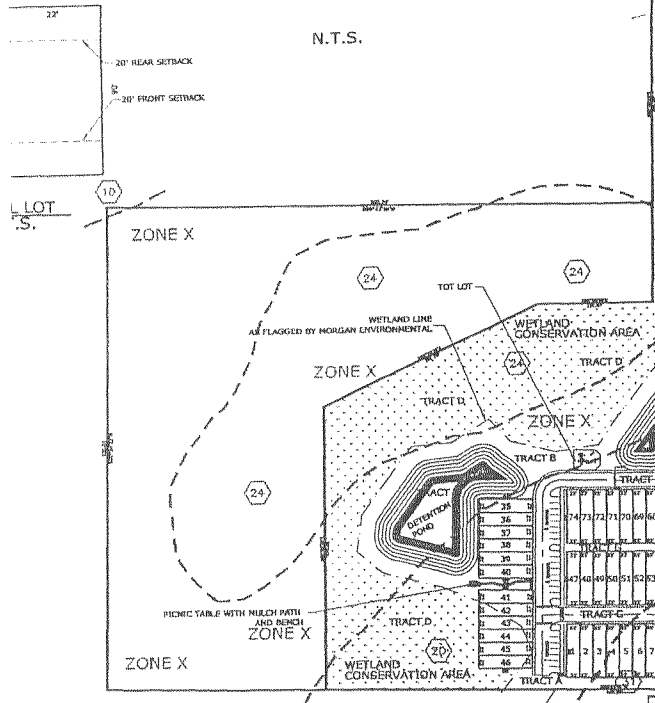 22'
N.T.S.
20' REAR SETBACK
20' FRONT SETBACK
10
L LOT
T.S.
ZONE X
24
24
TOT LOT
WETLAND LINE
AS FLAGGED BY MORGAN ENVIRONMENTAL
WETLAND
CONSERVATION AREA
24
TRACT D
ZONE X
TRACT D
ZONE X
TRACT B
24
TRACT
DETENTION
POND
TRACT
35
36
37
38
39
40
41
42
43
44
45
46
74 73 72 71 70 69 68
47 48 49 50 51 52 53
TRACT G
PICNIC TABLE WITH MULCH PATH
AND BENCH
TRACT D
ZONE X
20
ZONE X
WETLAND
CONSERVATION AREA
2 3 4 5 6 7
TRACT A